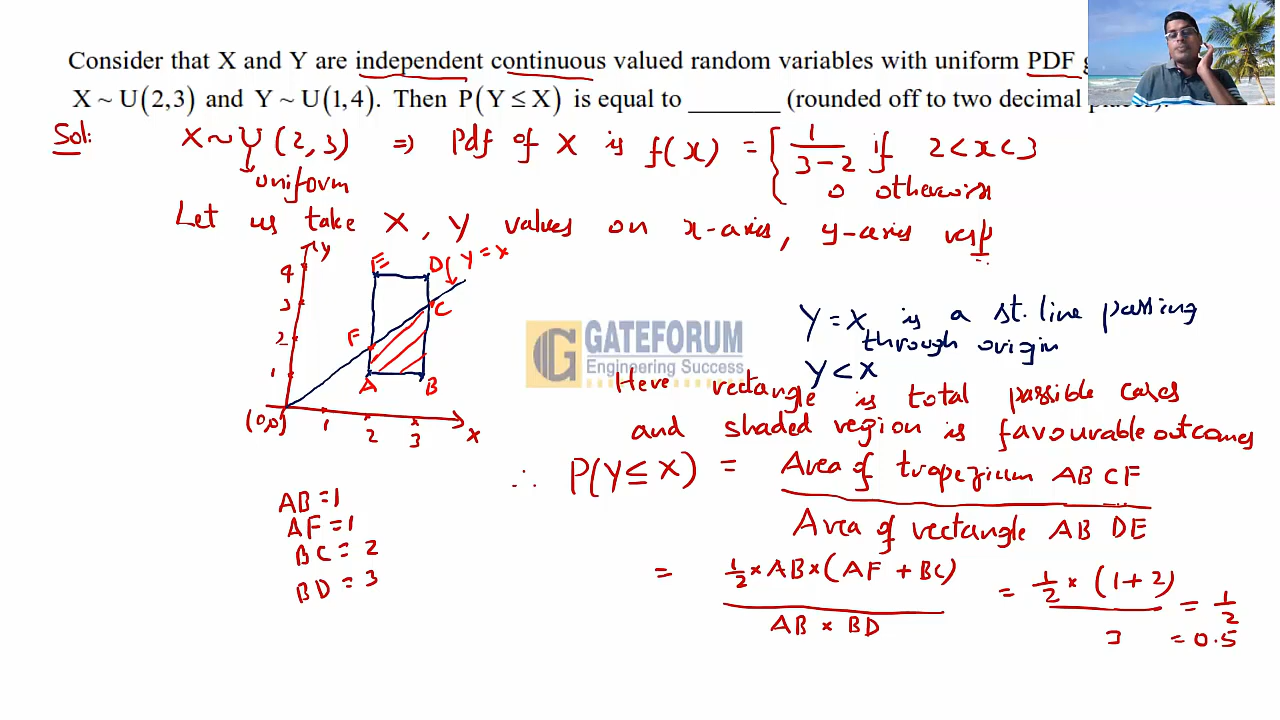 Consider that X and Y are independent continuous valued random variables with uniform PDF
X ~ U(2,3) and Y ~ U(1,4). Then P(Y ≤ X) is equal to ________ (rounded off to two decimal
Sol: X~U(2,3) ⇒ Pdf of X is f(x) = { 1/(3-2) if 2<x<3
uniform
0 otherwise
Let us take X, Y values on x-axis, y-axis resp
y
4
3
2
1
(0,0)
1
2
3
x
E
D
Y=X
C
F
A
B
Y=X is a st. line passing
through origin
Y<X
GATEFORUM
Engineering Success
Here rectangle is total possible cases
and shaded region is favourable outcomes
∴ P(Y≤X) = Area of trapezium ABCF
Area of rectangle ABDE
AB=1
AF=1
BC=2
BD=3
= ½×AB×(AF+BC) / AB×BD = ½×(1+2) / 3 = ½
=0.5